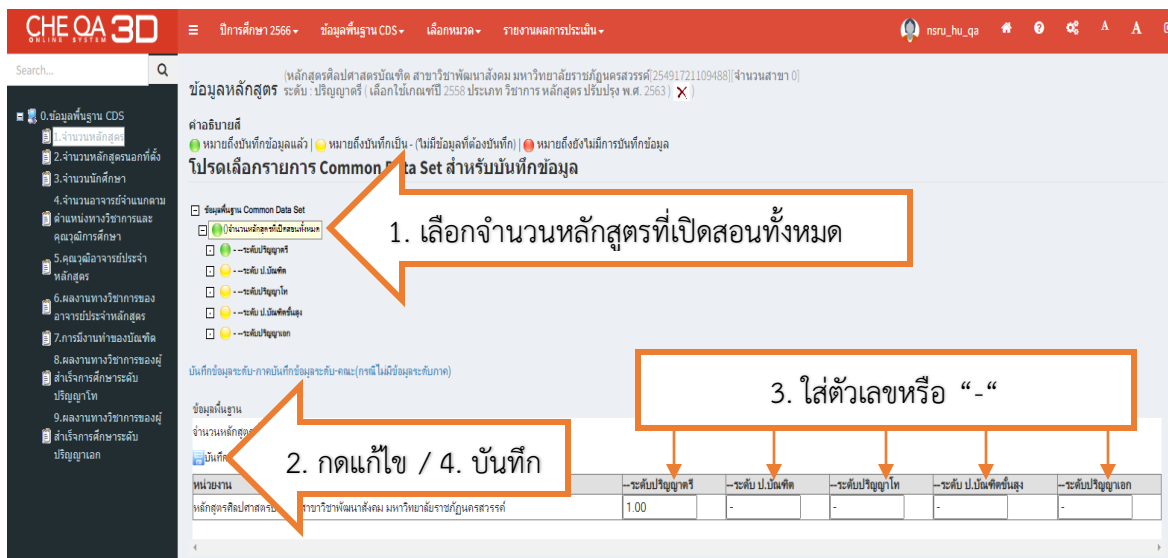 CHE QA 3D
ONLINE SYSTEM
ปีการศึกษา 2566
ข้อมูลพื้นฐาน CDS
เลือกหมวด
รายงานผลการประเมิน
nsru_hu_qa
A A
Search...
0.ข้อมูลพื้นฐาน CDS
1.จำนวนหลักสูตร
2.จำนวนหลักสูตรนอกที่ตั้ง
3.จำนวนนักศึกษา
4.จำนวนอาจารย์จำแนกตาม
ตำแหน่งทางวิชาการและ
คุณวุฒิการศึกษา
5.คุณวุฒิอาจารย์ประจำ
หลักสูตร
6.ผลงานทางวิชาการของ
อาจารย์ประจำหลักสูตร
7.การมีงานทำของบัณฑิต
8.ผลงานทางวิชาการของผู้
สำเร็จการศึกษาระดับ
ปริญญาโท
9.ผลงานทางวิชาการของผู้
สำเร็จการศึกษาระดับ
ปริญญาเอก
(หลักสูตรศิลปศาสตรบัณฑิต สาขาวิชาพัฒนาสังคม มหาวิทยาลัยราชภัฏนครสวรรค์[25491721109488][จำนวนสาขา 0]
ข้อมูลหลักสูตร ระดับ : ปริญญาตรี ( เลือกใช้เกณฑ์ปี 2558 ประเภท วิชาการ หลักสูตร ปรับปรุง พ.ศ. 2563 ) X )
คำอธิบายสี
หมายถึงบันทึกข้อมูลแล้ว | หมายถึงบันทึกเป็น - (ไม่มีข้อมูลที่ต้องบันทึก) | หมายถึงยังไม่มีการบันทึกข้อมูล
โปรดเลือกรายการ Common Data Set สำหรับบันทึกข้อมูล
ข้อมูลพื้นฐาน Common Data Set
()จำนวนหลักสูตรที่เปิดสอนทั้งหมด
- --ระดับปริญญาตรี
- --ระดับ ป.บัณฑิต
- --ระดับปริญญาโท
- --ระดับ ป.บัณฑิตขั้นสูง
- --ระดับปริญญาเอก
1. เลือกจำนวนหลักสูตรที่เปิดสอนทั้งหมด
บันทึกข้อมูลระดับ-ภาคบันทึกข้อมูลระดับ-คณะ(กรณีไม่มีข้อมูลระดับภาค)
3. ใส่ตัวเลขหรือ “-“
ข้อมูลพื้นฐาน
จำนวนหลักสูตร
บันทึก
2. กดแก้ไข / 4. บันทึก
หน่วยงาน --ระดับปริญญาตรี --ระดับ ป.บัณฑิต --ระดับปริญญาโท --ระดับ ป.บัณฑิตขั้นสูง --ระดับปริญญาเอก
หลักสูตรศิลปศาสตรบัณฑิต สาขาวิชาพัฒนาสังคม มหาวิทยาลัยราชภัฏนครสวรรค์ 1.00 - - - -